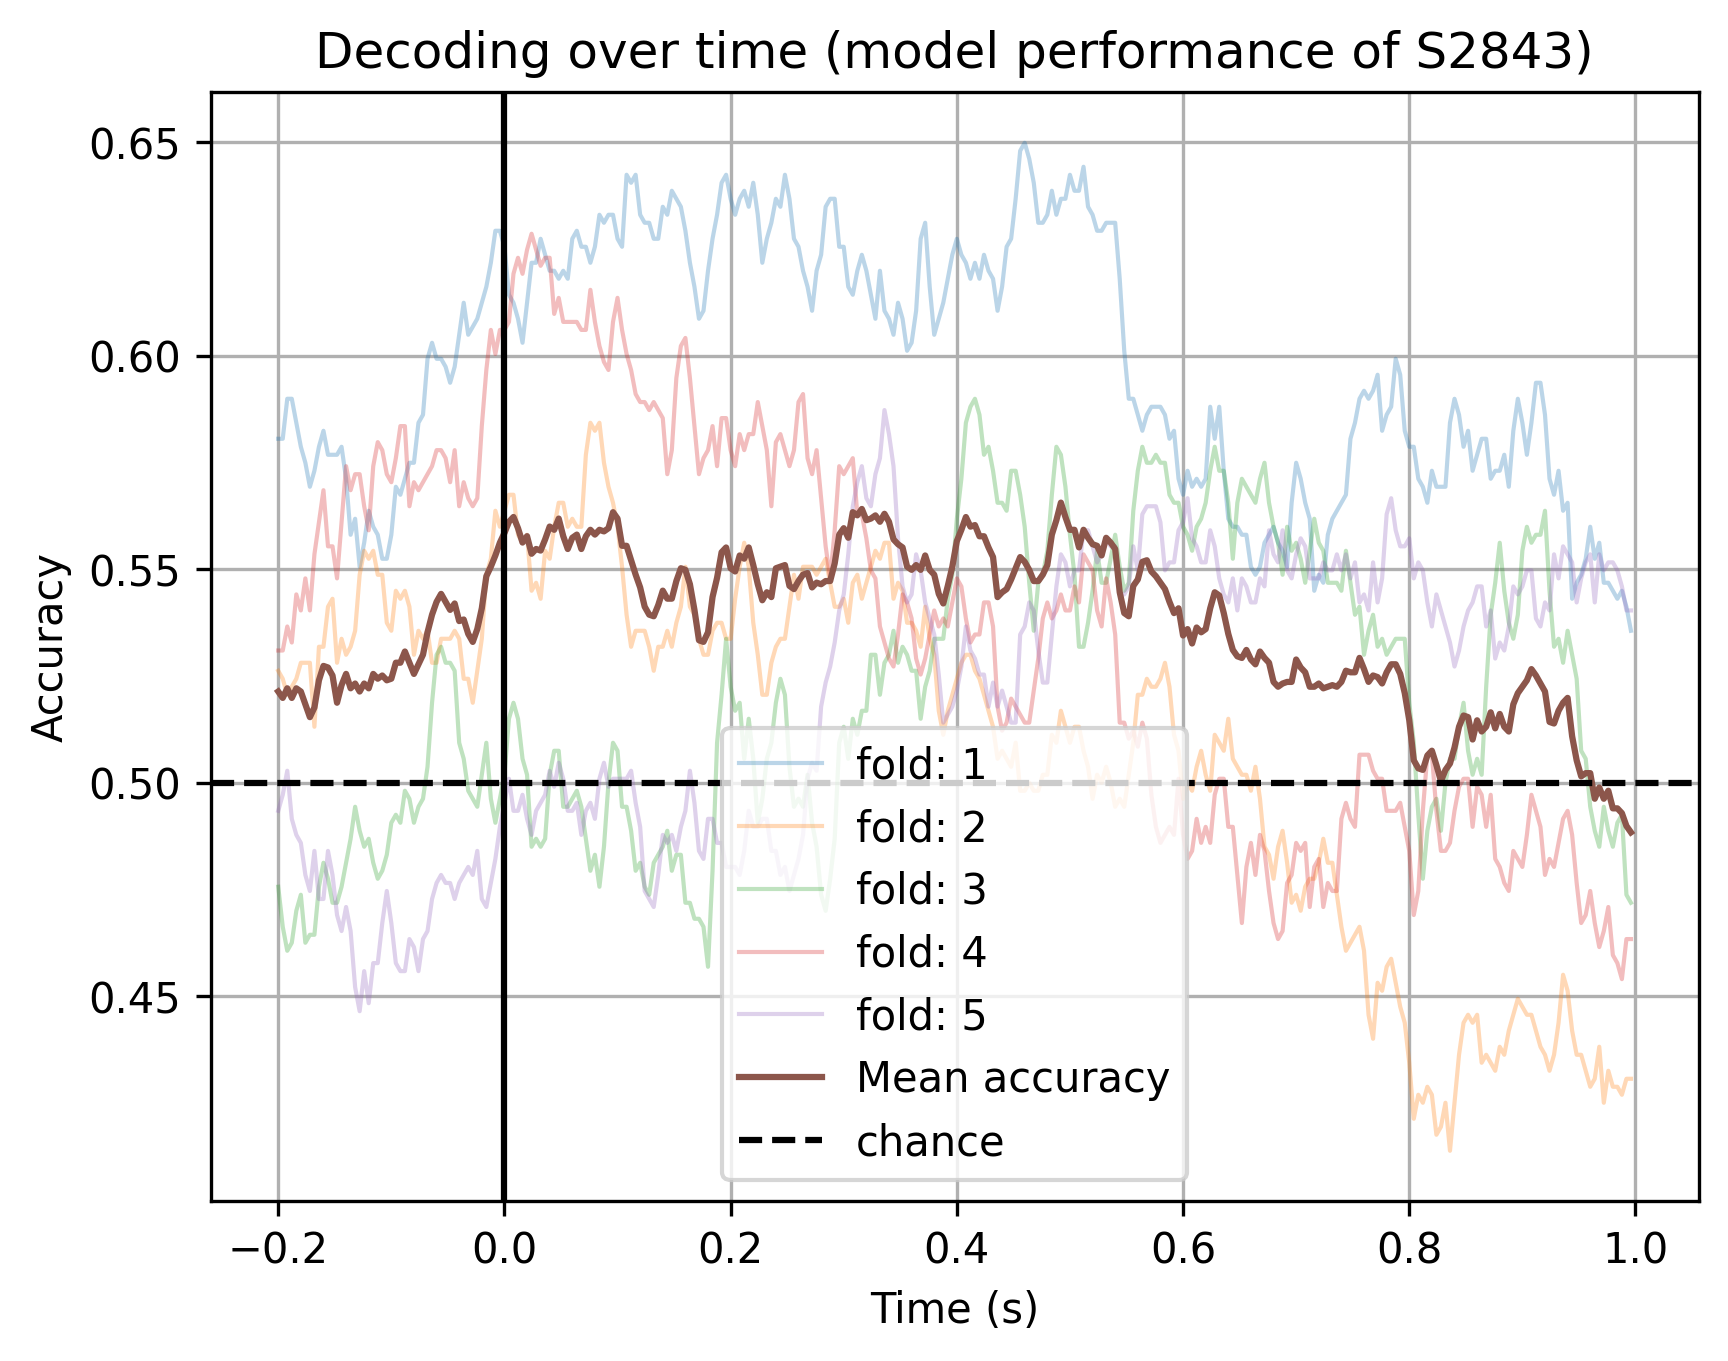 Decoding over time (model performance of S2843)
Accuracy
0.65
0.60
0.55
0.50
0.45
fold: 1
fold: 2
fold: 3
fold: 4
fold: 5
Mean accuracy
chance
−0.2 0.0 0.2 0.4 0.6 0.8 1.0
Time (s)